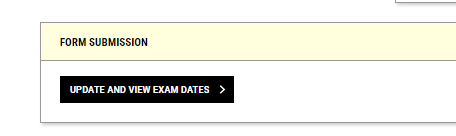 FORM SUBMISSION
UPDATE AND VIEW EXAM DATES